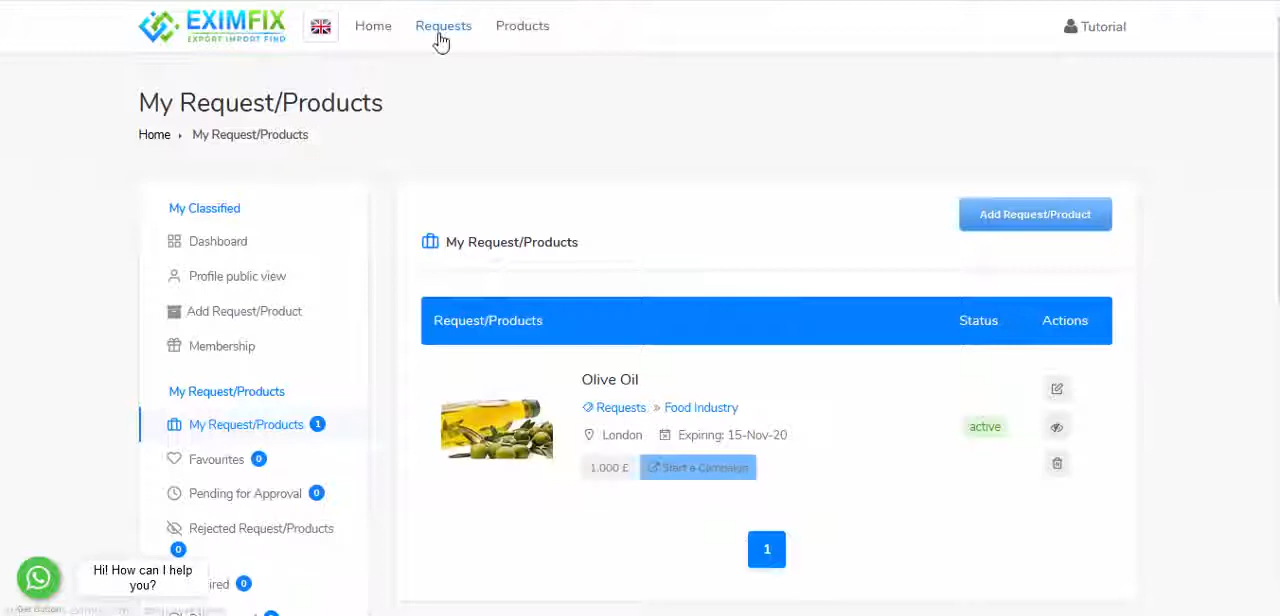 EXIMFIX
EXPORT IMPORT FIND
Home
Requests
Products
Tutorial
My Request/Products
Home › My Request/Products
My Classified
Dashboard
Profile public view
Add Request/Product
Membership
My Request/Products
My Request/Products 1
Favourites 0
Pending for Approval 0
Rejected Request/Products
0
ired 0
Add Request/Product
My Request/Products
Request/Products Status Actions
Olive Oil
Requests » Food Industry
London Expiring: 15-Nov-20
active
1.000 £ Start a Campaign
1
Hi! How can I help
you?
Get Button